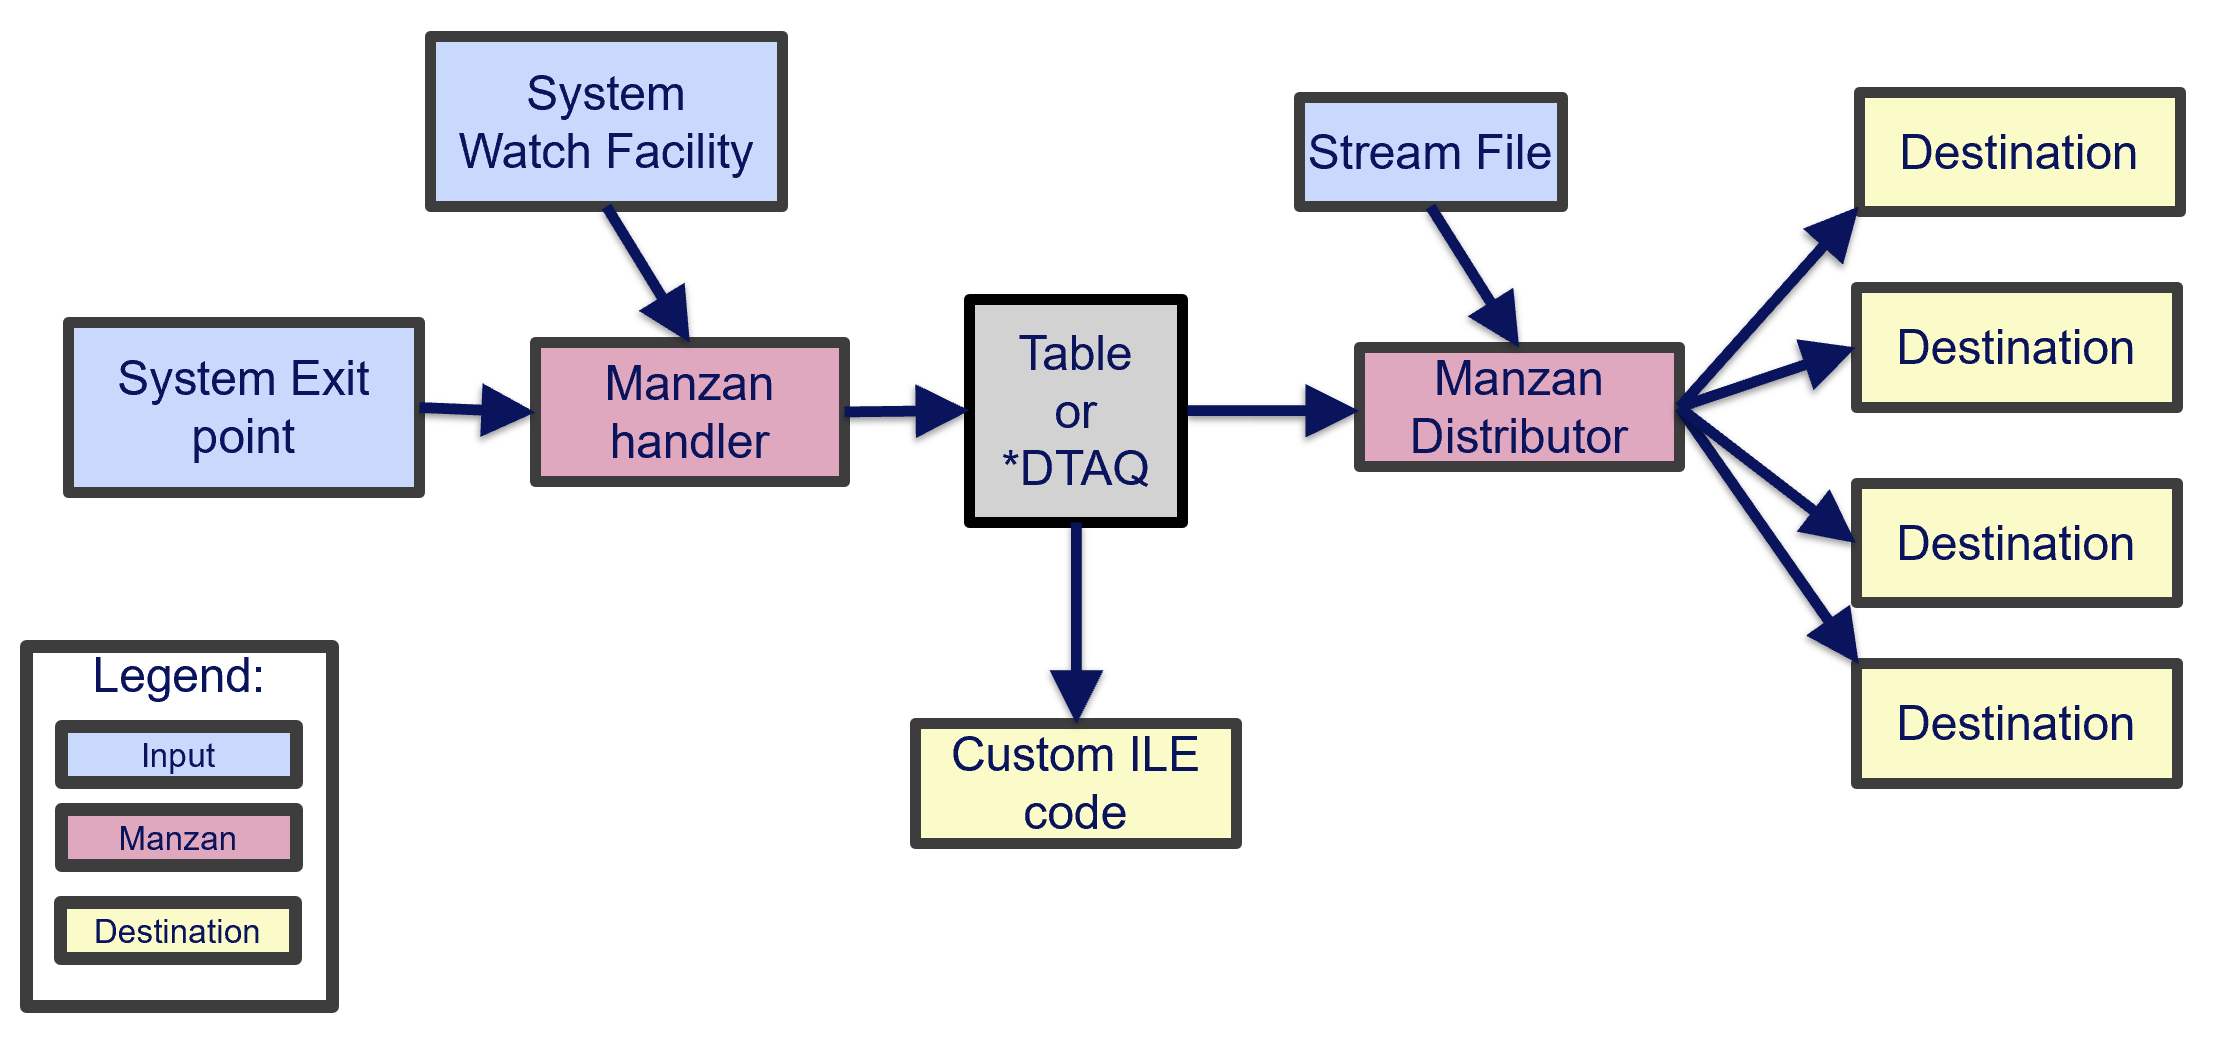 System
Watch Facility
Stream File
Destination
System Exit
point
Manzan
handler
Table
or
*DTAQ
Manzan
Distributor
Destination
Destination
Destination
Custom ILE
code
Legend:
Input
Manzan
Destination